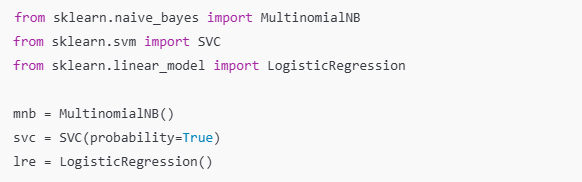 from sklearn.naive_bayes import MultinomialNB
from sklearn.svm import SVC
from sklearn.linear_model import LogisticRegression
mnb = MultinomialNB()
svc = SVC(probability=True)
lre = LogisticRegression()